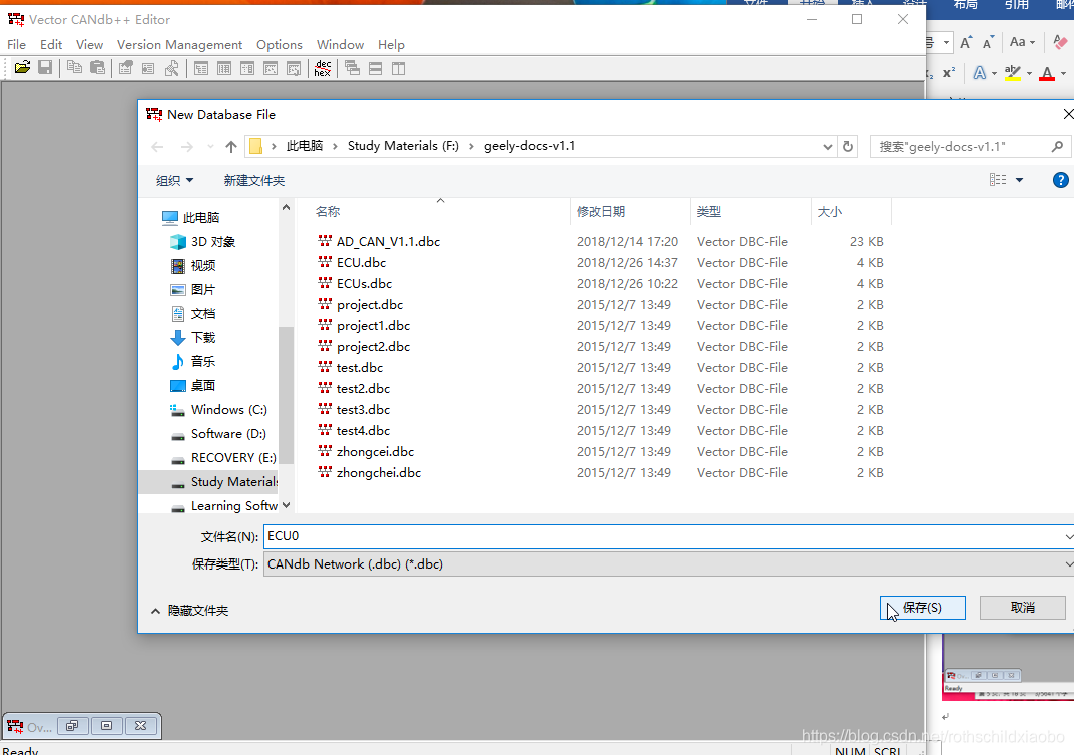 Vector CANdb++ Editor
File Edit View Version Management Options Window Help
布局 引用
Aa
dec
hex
New Database File
此电脑 > Study Materials (F:) > geely-docs-v1.1
搜索"geely-docs-v1.1"
组织 新建文件夹
名称 修改日期 类型 大小
此电脑
3D 对象
视频
图片
文档
下载
音乐
桌面
Windows (C:)
Software (D:)
RECOVERY (E:)
Study Materials
Learning Softw
AD_CAN_V1.1.dbc 2018/12/14 17:20 Vector DBC-File 23 KB
ECU.dbc 2018/12/26 14:37 Vector DBC-File 4 KB
ECUs.dbc 2018/12/26 10:22 Vector DBC-File 4 KB
project.dbc 2015/12/7 13:49 Vector DBC-File 2 KB
project1.dbc 2015/12/7 13:49 Vector DBC-File 2 KB
project2.dbc 2015/12/7 13:49 Vector DBC-File 2 KB
test.dbc 2015/12/7 13:49 Vector DBC-File 2 KB
test2.dbc 2015/12/7 13:49 Vector DBC-File 2 KB
test3.dbc 2015/12/7 13:49 Vector DBC-File 2 KB
test4.dbc 2015/12/7 13:49 Vector DBC-File 2 KB
zhongcei.dbc 2015/12/7 13:49 Vector DBC-File 2 KB
zhongchei.dbc 2015/12/7 13:49 Vector DBC-File 2 KB
文件名(N): ECU0
保存类型(T): CANdb Network (.dbc) (*.dbc)
隐藏文件夹
保存(S) 取消
Ov...
Ready
Ready
NUM SCRL
https://blog.csdn.net/rothschildxiaobo